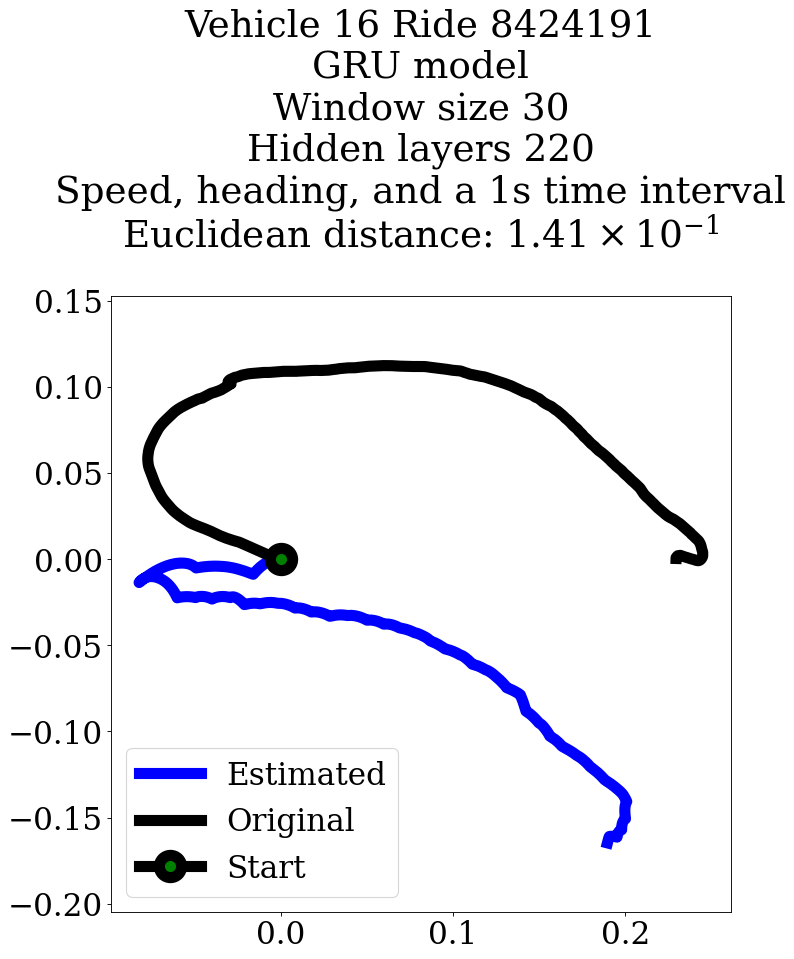 Vehicle 16 Ride 8424191
GRU model
Window size 30
Hidden layers 220
Speed, heading, and a 1s time interval
Euclidean distance: 1.41 × 10⁻¹
0.15
0.10
0.05
0.00
−0.05
−0.10
−0.15
−0.20
Estimated
Original
Start
0.0 0.1 0.2